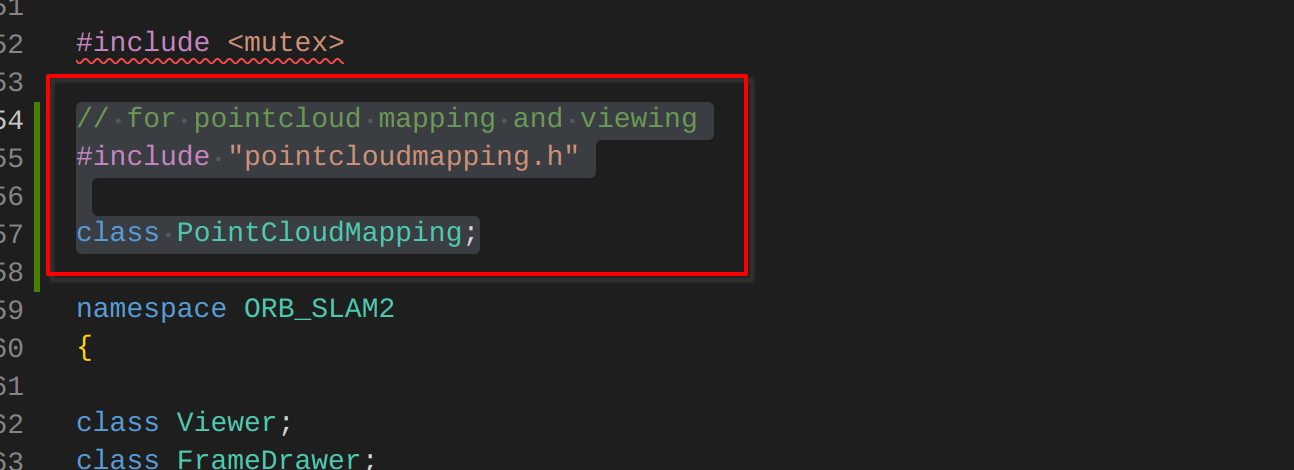 51
52 #include <mutex>
53
54 // for pointcloud mapping and viewing
55 #include "pointcloudmapping.h"
56
57 class PointCloudMapping;
58
59 namespace ORB_SLAM2
60 {
61
62 class Viewer;
63 class FrameDrawer;